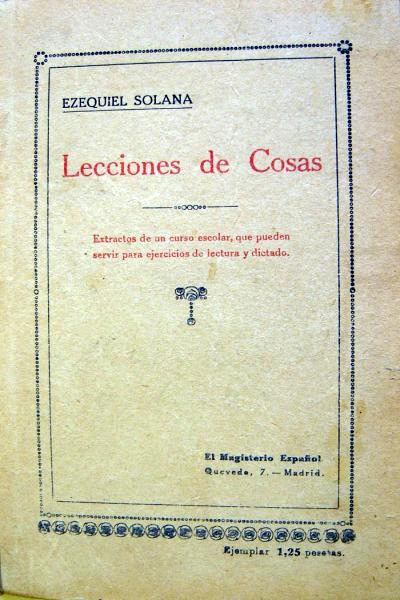 EZEQUIEL SOLANA
Lecciones de Cosas
Extractos de un curso escolar, que pueden
servir para ejercicios de lectura y dictado.
El Magisterio Español
Quevedo, 7. — Madrid.
Ejemplar 1,25 pesetas.